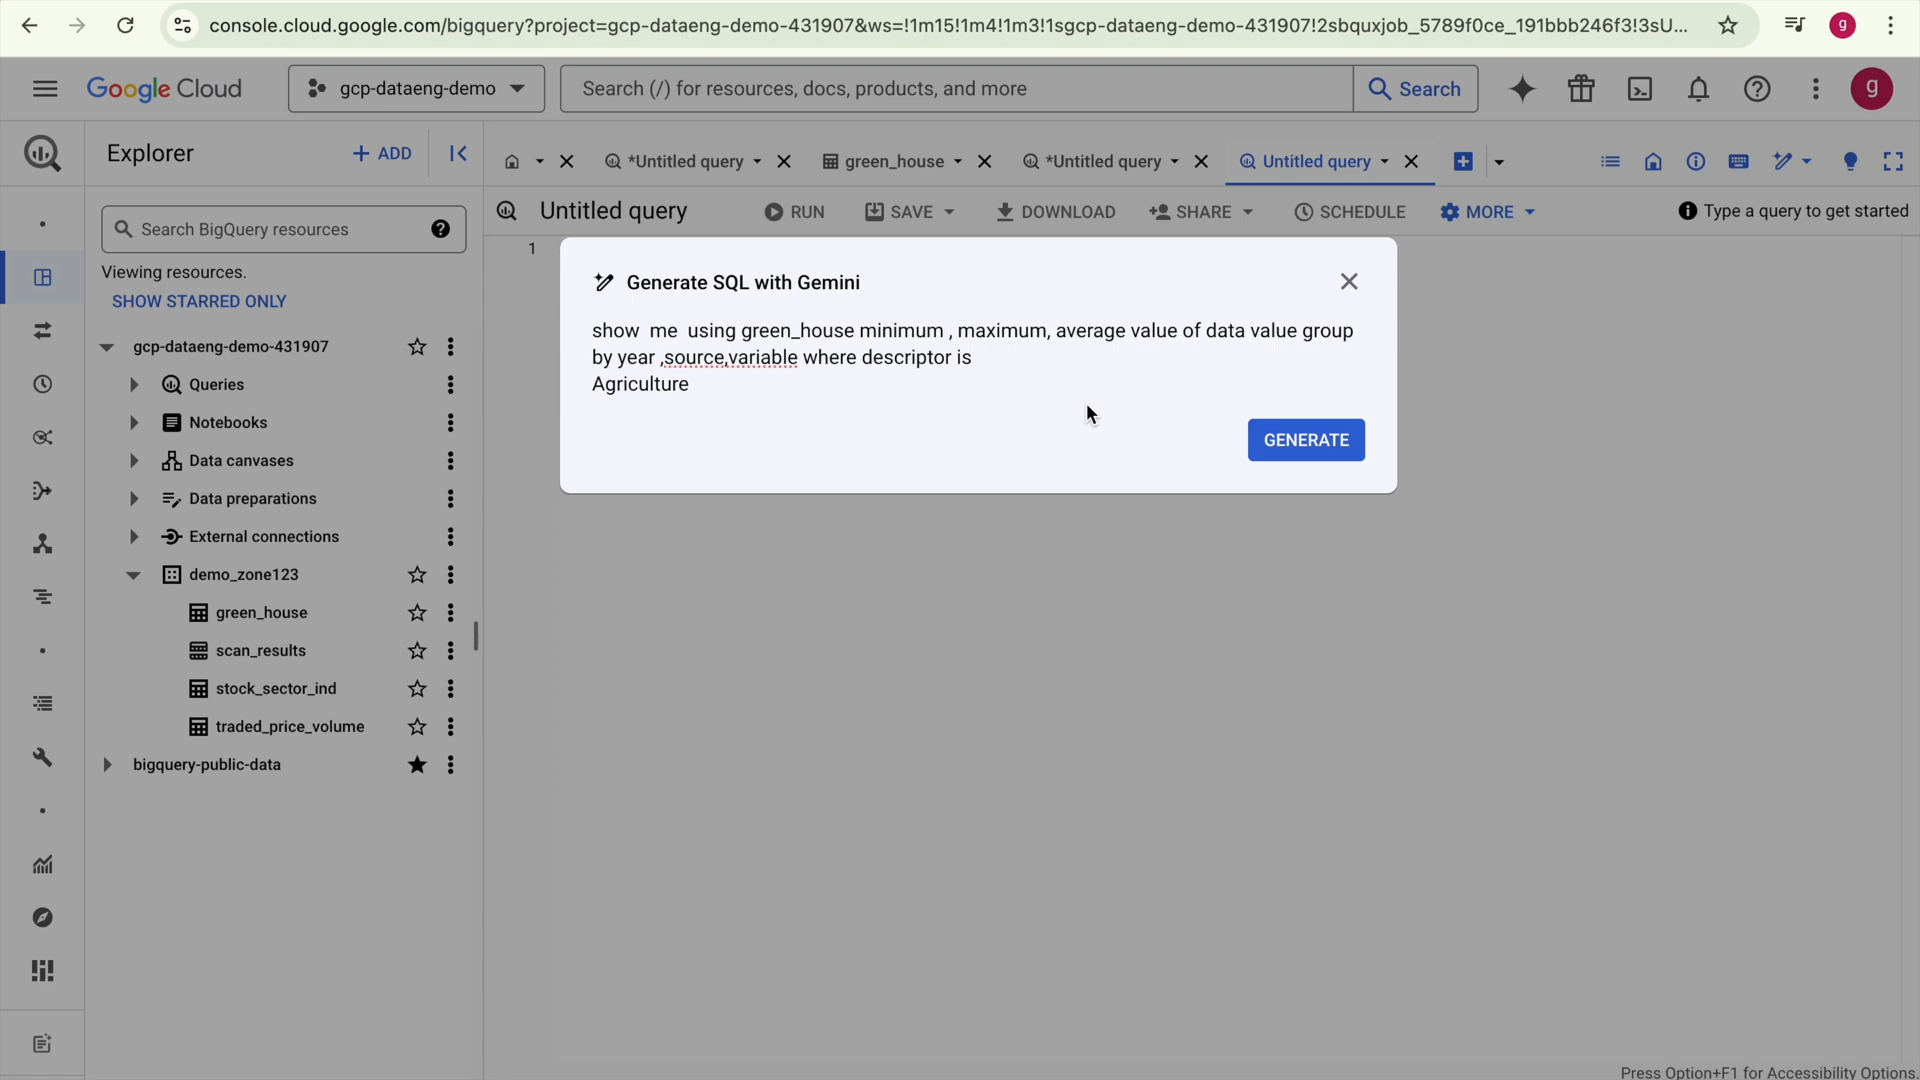 console.cloud.google.com/bigquery?project=gcp-dataeng-demo-431907&ws=!1m15!1m4!1m3!1sgcp-dataeng-demo-431907!2sbquxjob_5789f0ce_191bbb246f3!3sU...
g
Google Cloud
gcp-dataeng-demo
Search (/) for resources, docs, products, and more
Search
g
Explorer
+ ADD
*Untitled query
green_house
*Untitled query
Untitled query
Untitled query
RUN
SAVE
DOWNLOAD
SHARE
SCHEDULE
MORE
Type a query to get started
Search BigQuery resources
Viewing resources.
SHOW STARRED ONLY
gcp-dataeng-demo-431907
Queries
Notebooks
Data canvases
Data preparations
External connections
demo_zone123
green_house
scan_results
stock_sector_ind
traded_price_volume
bigquery-public-data
1
Generate SQL with Gemini
show  me  using green_house minimum , maximum, average value of data value group
by year ,source,variable where descriptor is
Agriculture
GENERATE
Press Option+F1 for Accessibility Options.